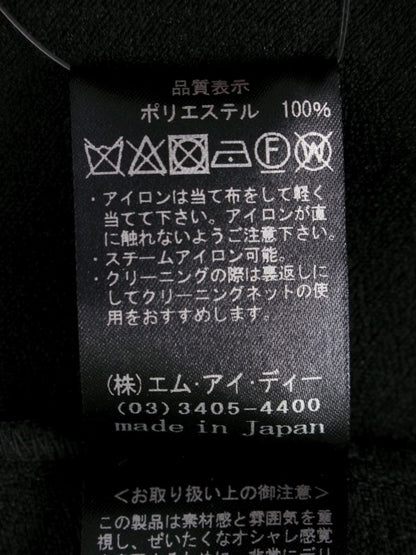 品質表示
ポリエステル 100%
F W
・アイロンは当て布をして軽く
当てて下さい。アイロンが直
に触れないようご注意下さい。
・スチームアイロン可能。
・クリーニングの際は裏返しに
してクリーニングネットの使
用をおすすめします。
(株)エム・アイ・ディー
(03)3405-4400
made in Japan
<お取り扱い上の御注意>
この製品は素材感と雰囲気を重
視し、ぜいたくなオシャレ感覚